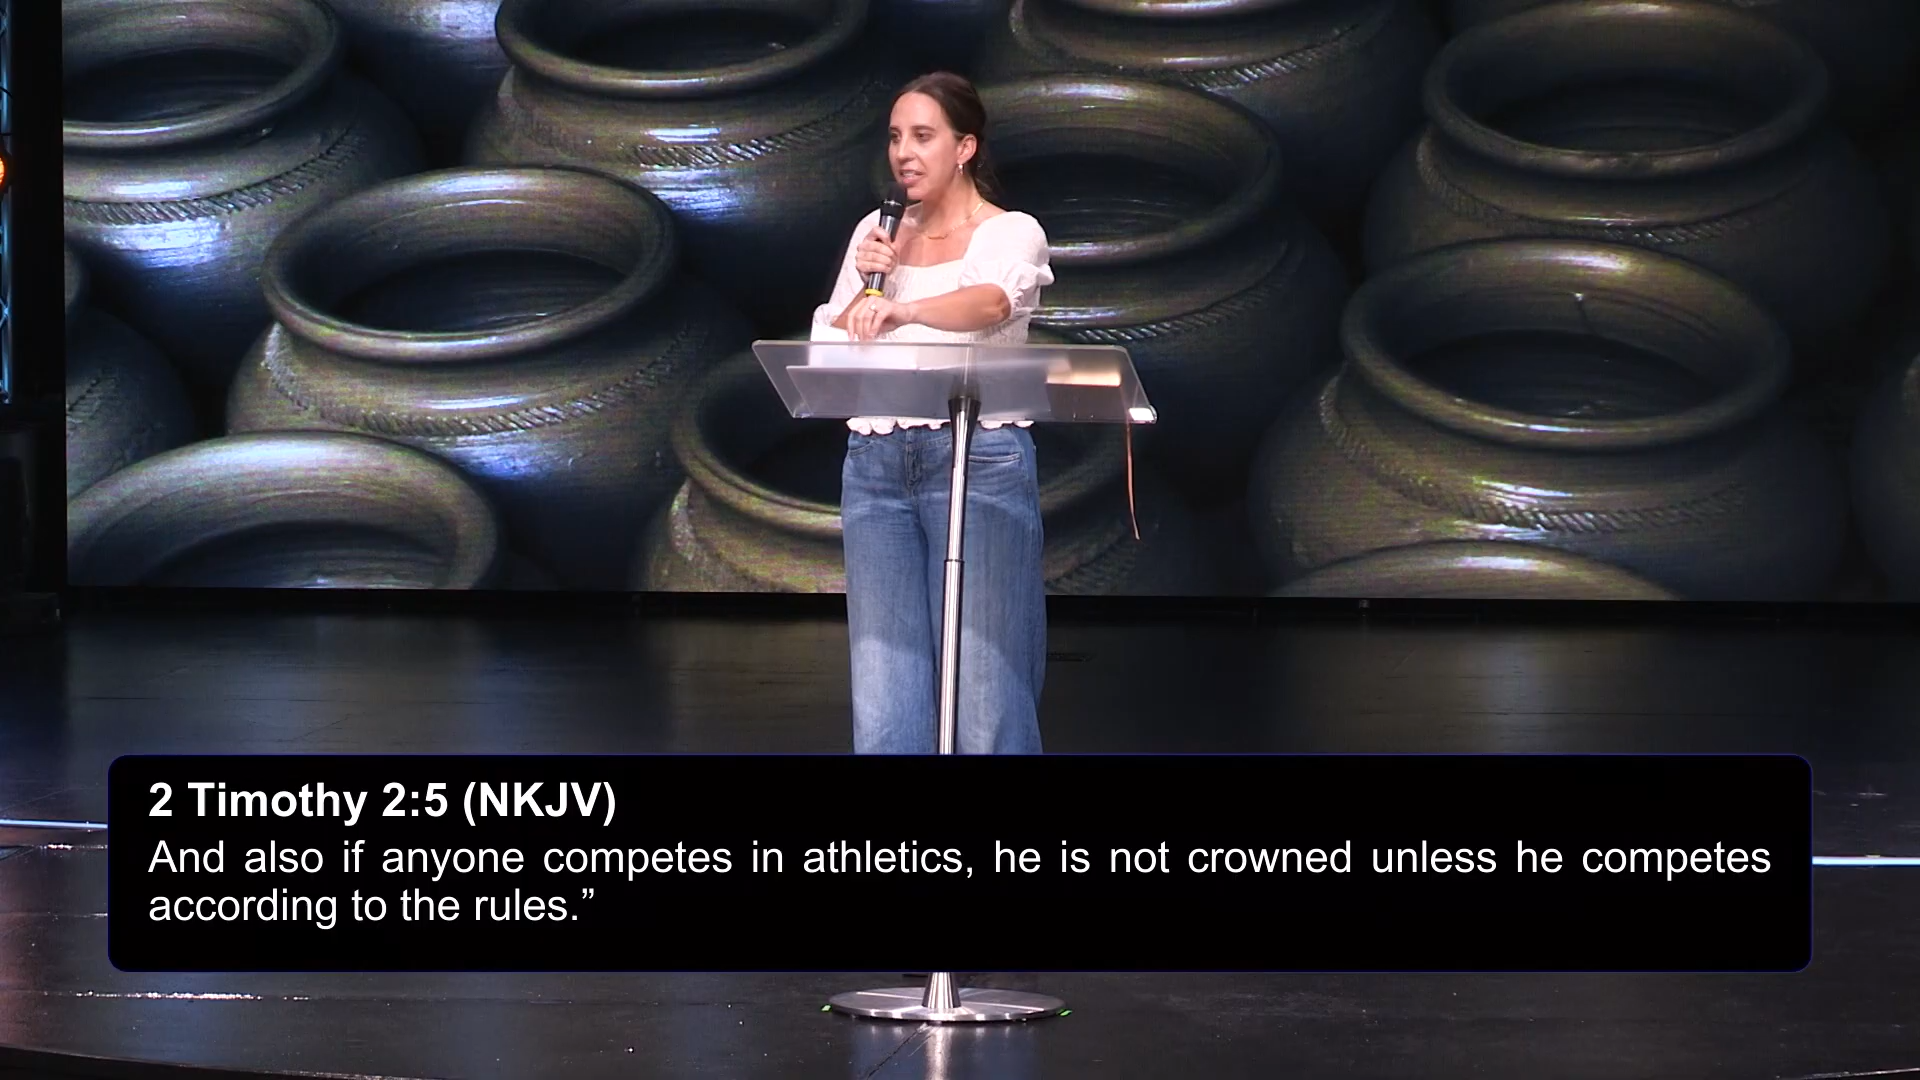 2 Timothy 2:5 (NKJV)
And also if anyone competes in athletics, he is not crowned unless he competes
according to the rules.”